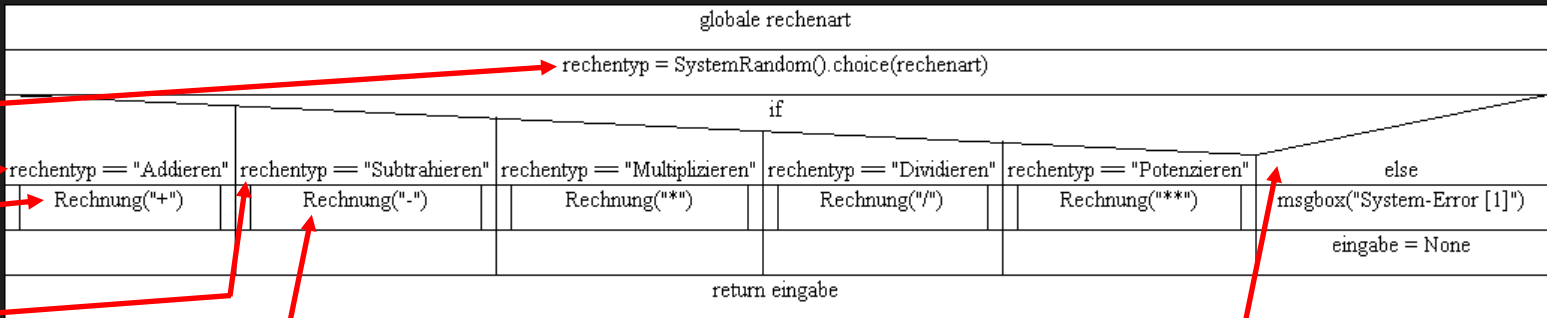 globale rechenart
rechentyp = SystemRandom().choice(rechenart)
if
rechentyp == "Addieren" rechentyp == "Subtrahieren" rechentyp == "Multiplizieren" rechentyp == "Dividieren" rechentyp == "Potenzieren" else
Rechnung("+") Rechnung("-") Rechnung("*") Rechnung("/") Rechnung("**") msgbox("System-Error [1]")
eingabe = None
return eingabe